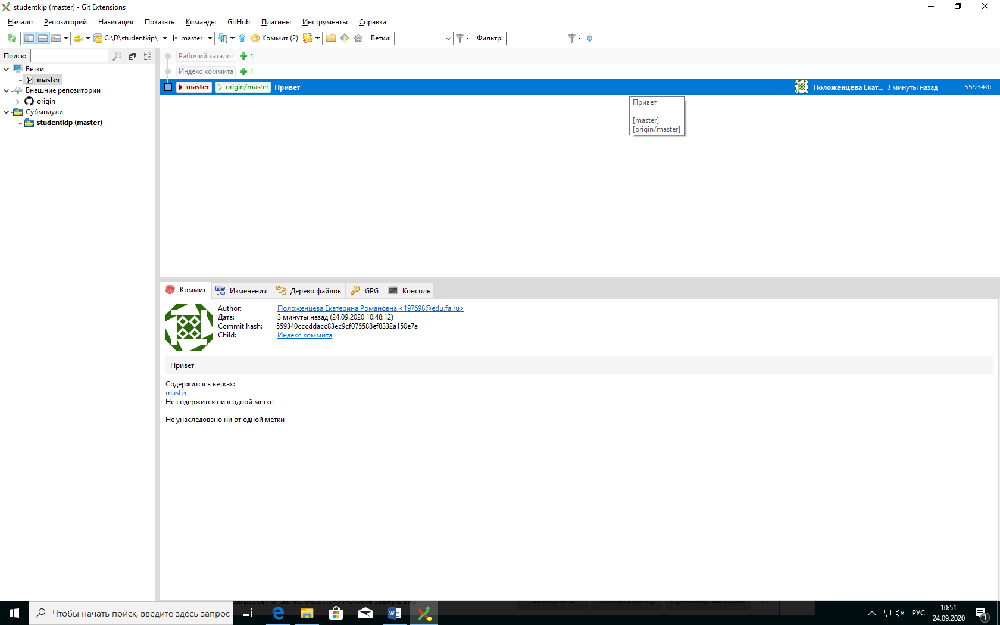 studentkip (master) - Git Extensions
Начало Репозиторий Навигация Показать Команды GitHub Плагины Инструменты Справка
C:\D\studentkip\ master Коммит (2) Ветки: Фильтр:
Поиск:
Ветки
master
Внешние репозитории
origin
Субмодули
studentkip (master)
Рабочий каталог 1
Индекс коммита 1
master origin/master Привет Положенцева Екат... 3 минуты назад 559340c
Привет
[master]
[origin/master]
Коммит Изменения Дерево файлов GPG Консоль
Author: Положенцева Екатерина Романовна <197698@edu.fa.ru>
Дата: 3 минуты назад (24.09.2020 10:48:12)
Commit hash: 559340cccddacc83ec9cf075588ef8332a150e7a
Child: Индекс коммита
Привет
Содержится в ветках:
master
Не содержится ни в одной метке
Не унаследовано ни от одной метки
Чтобы начать поиск, введите здесь запрос
РУС
10:51
24.09.2020
1